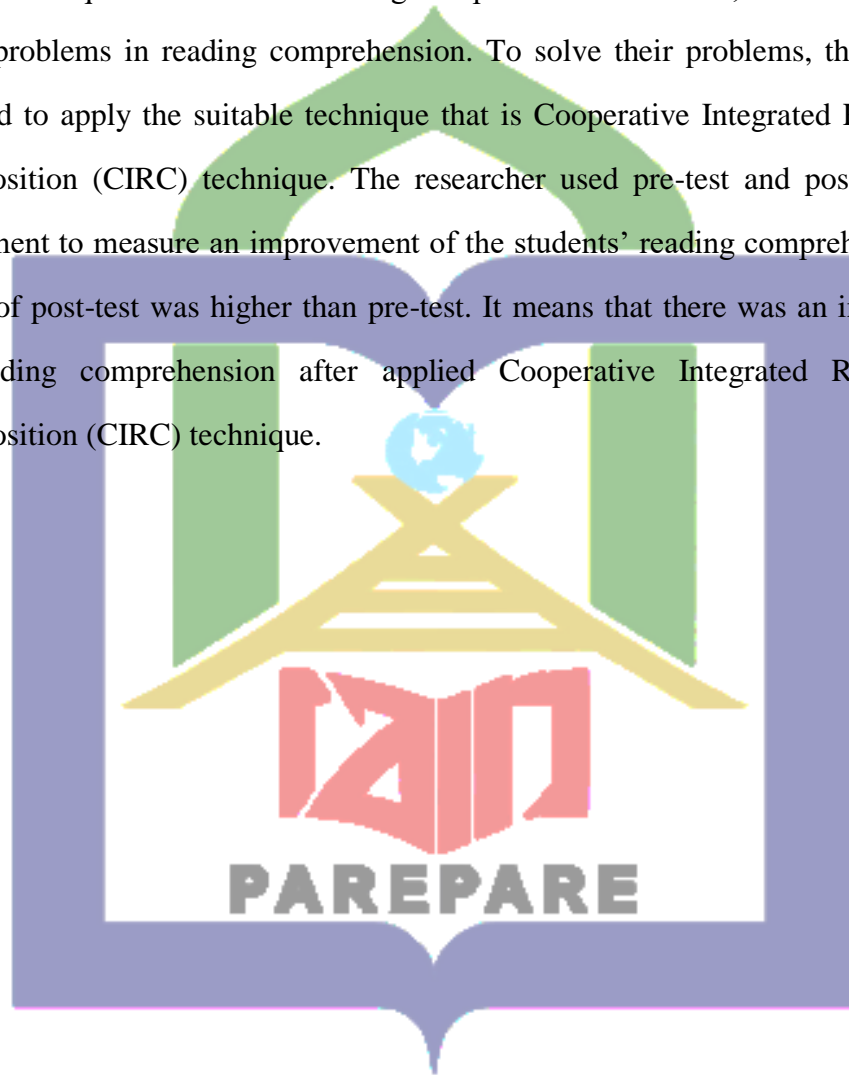 problems in reading comprehension. To solve their problems, th
d to apply the suitable technique that is Cooperative Integrated
osition (CIRC) technique. The researcher used pre-test and pos
ment to measure an improvement of the students’ reading compreh
of post-test was higher than pre-test. It means that there was an i
ding comprehension after applied Cooperative Integrated R
osition (CIRC) technique.
iain
PAREPARE